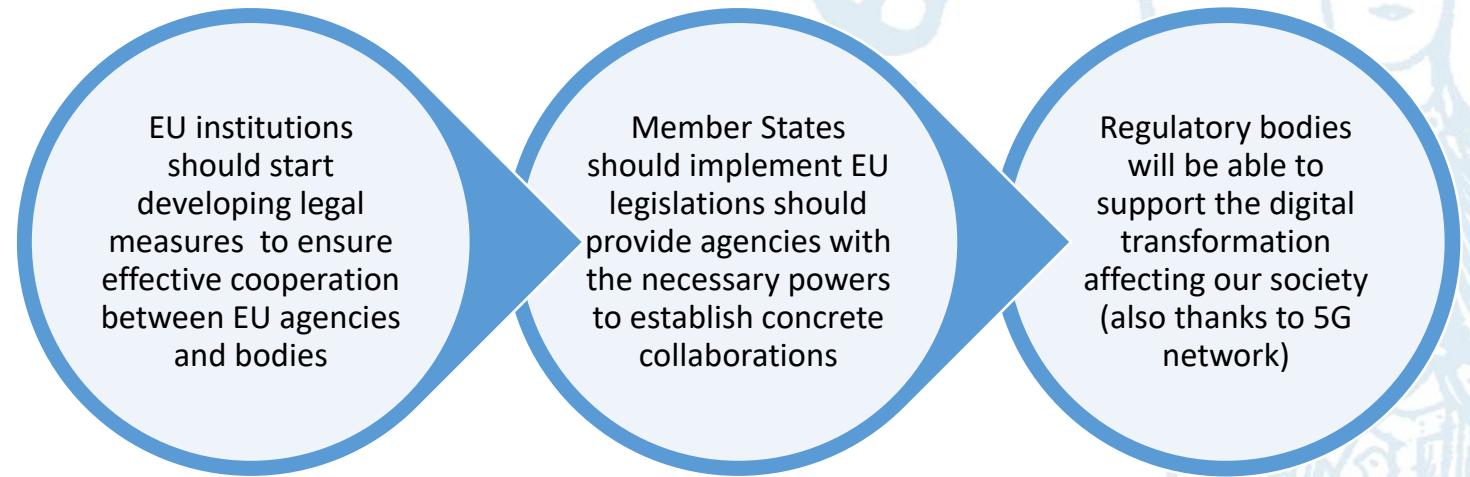 EU institutions
should start
developing legal
measures  to ensure
effective cooperation
between EU agencies
and bodies
Member States
should implement EU
legislations should
provide agencies with
the necessary powers
to establish concrete
collaborations
Regulatory bodies
will be able to
support the digital
transformation
affecting our society
(also thanks to 5G
network)